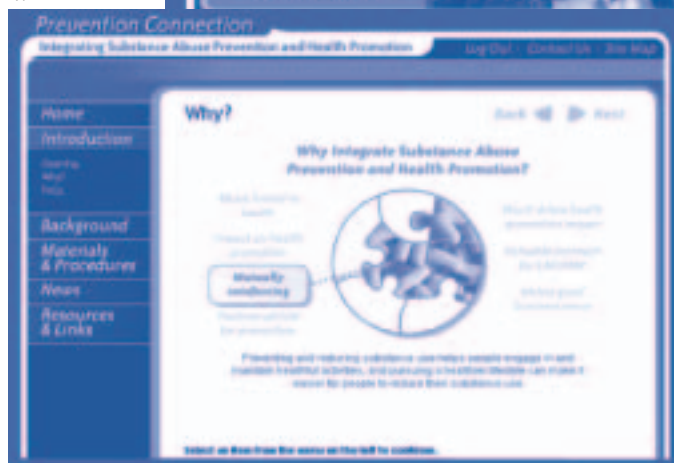 Prevention Connection
Integrating Substance Abuse Prevention and Health Promotion
Log Out Contact Us Site Map
Home
Introduction
Why?
FAQs
Background
Materials
& Procedures
News
Resources
& Links
Why?
Back Next
Why Integrate Substance Abuse
Prevention and Health Promotion?
Mutually
reinforcing
Preventing and reducing substance use helps people engage in and
maintain healthful activities, and pursuing a healthful lifestyle can make it
easier for people to reduce their substance use.
Select an item from the menu on the left to continue.